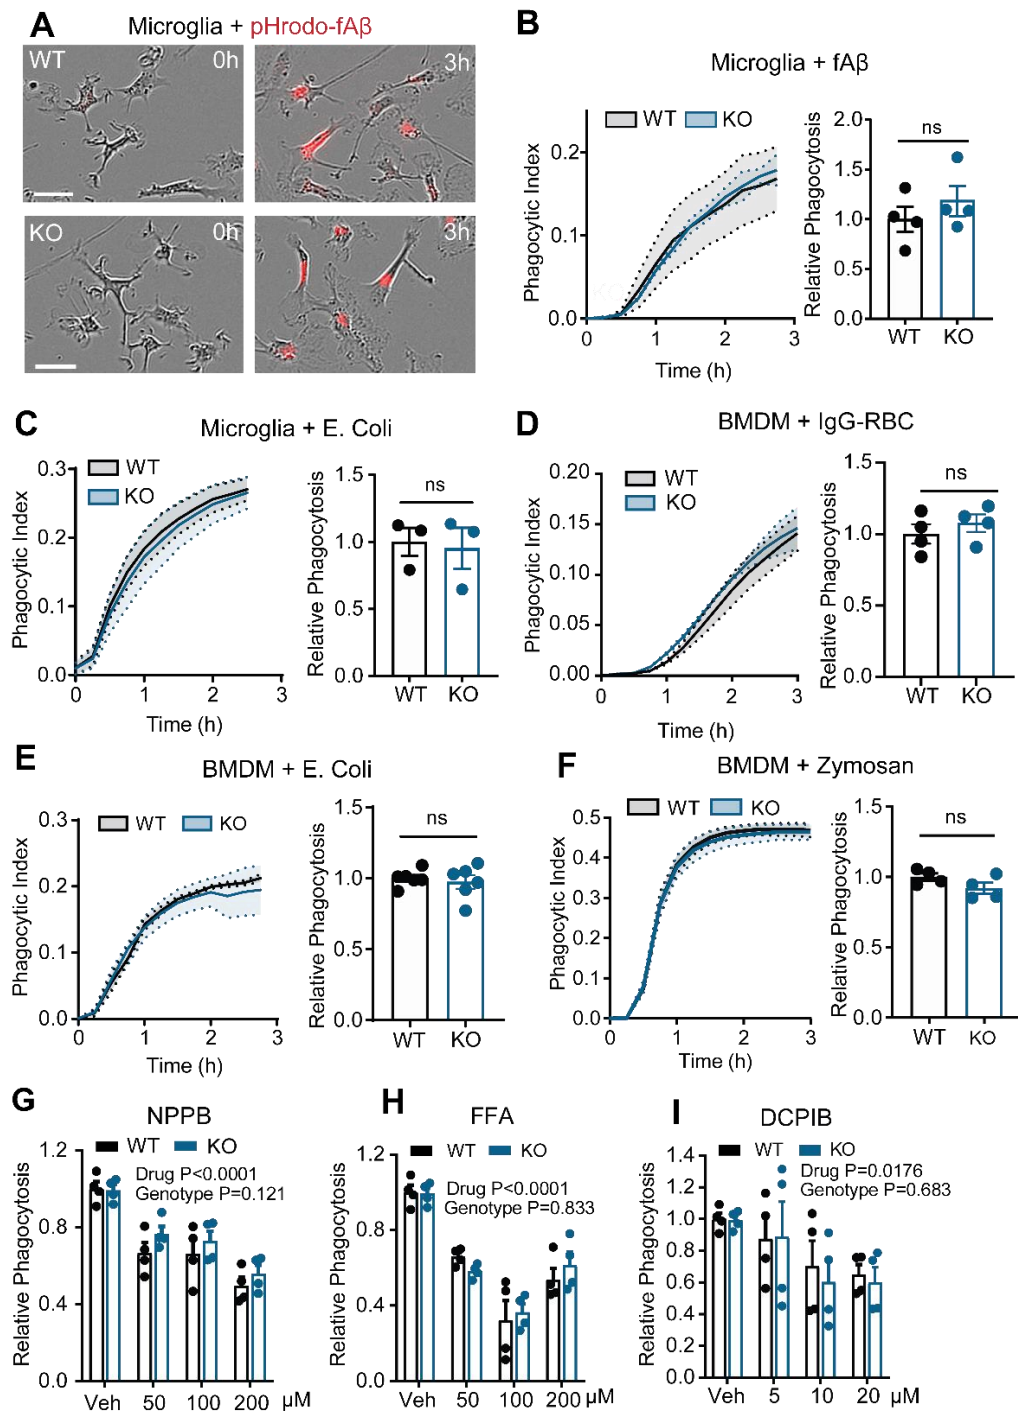 A
Microglia + pHrodo-fAβ
WT
0h
3h
KO
0h
3h
B
Microglia + fAβ
WT
KO
Phagocytic Index
0.2
0.1
0.0
0
1
2
3
Time (h)
ns
Relative Phagocytosis
2.0
1.5
1.0
0.5
0.0
WT
KO
C
Microglia + E. Coli
WT
KO
Phagocytic Index
0.3
0.2
0.1
0.0
0
1
2
3
Time (h)
ns
Relative Phagocytosis
1.5
1.0
0.5
0.0
WT
KO
D
BMDM + IgG-RBC
WT
KO
Phagocytic Index
0.20
0.15
0.10
0.05
0.00
0
1
2
3
Time (h)
ns
Relative Phagocytosis
1.5
1.0
0.5
0.0
WT
KO
E
BMDM + E. Coli
WT
KO
Phagocytic Index
0.3
0.2
0.1
0.0
0
1
2
3
Time (h)
ns
Relative Phagocytosis
1.5
1.0
0.5
0.0
WT
KO
F
BMDM + Zymosan
WT
KO
Phagocytic Index
0.5
0.4
0.3
0.2
0.1
0.0
0
1
2
3
Time (h)
ns
Relative Phagocytosis
1.5
1.0
0.5
0.0
WT
KO
G
NPPB
WT
KO
Drug P<0.0001
Genotype P=0.121
Relative Phagocytosis
1.2
0.8
0.4
0.0
Veh
50
100
200
µM
H
FFA
WT
KO
Drug P<0.0001
Genotype P=0.833
Relative Phagocytosis
1.2
0.8
0.4
0.0
Veh
50
100
200
µM
I
DCPIB
WT
KO
Drug P=0.0176
Genotype P=0.683
Relative Phagocytosis
1.4
1.2
1.0
0.8
0.6
0.4
0.2
0.0
Veh
5
10
20
µM